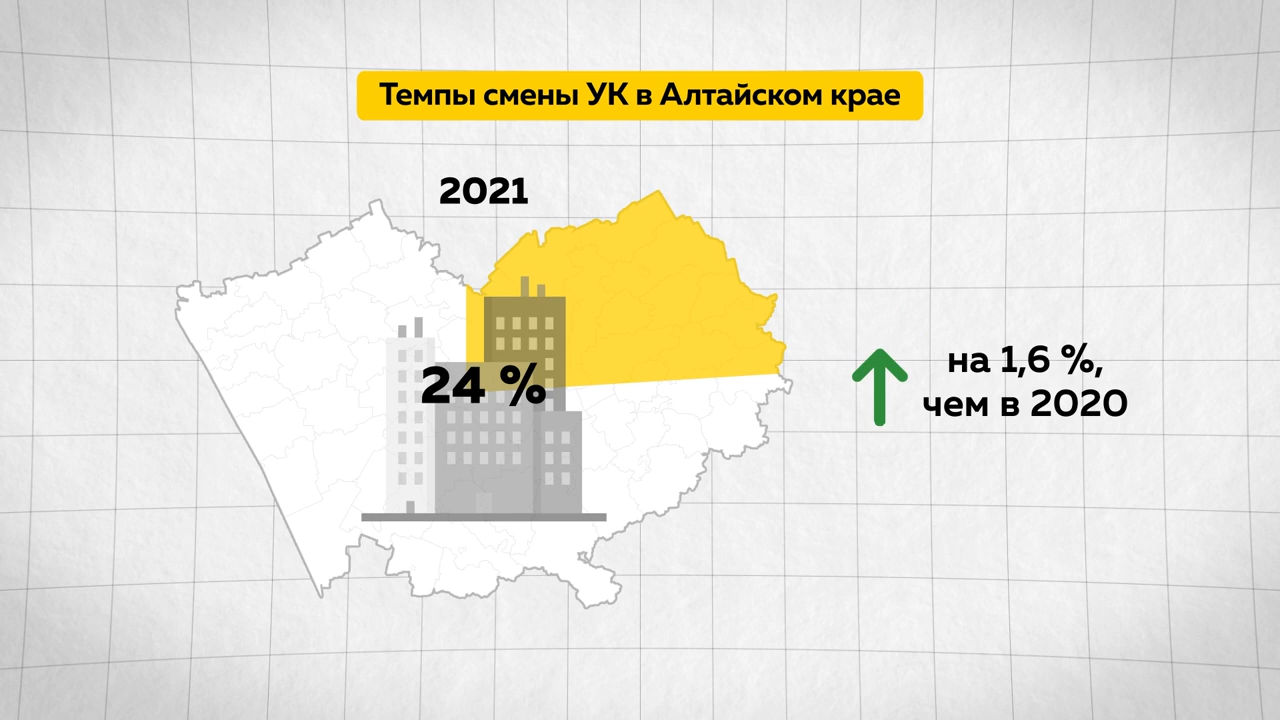 Темпы смены УК в Алтайском крае
2021
24 %
на 1,6 %,
чем в 2020